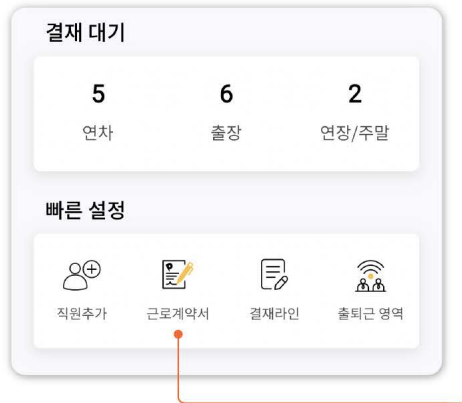 결재 대기
5 6 2
연차 출장 연장/주말
빠른 설정
직원추가 근로계약서 결재라인 출퇴근 영역